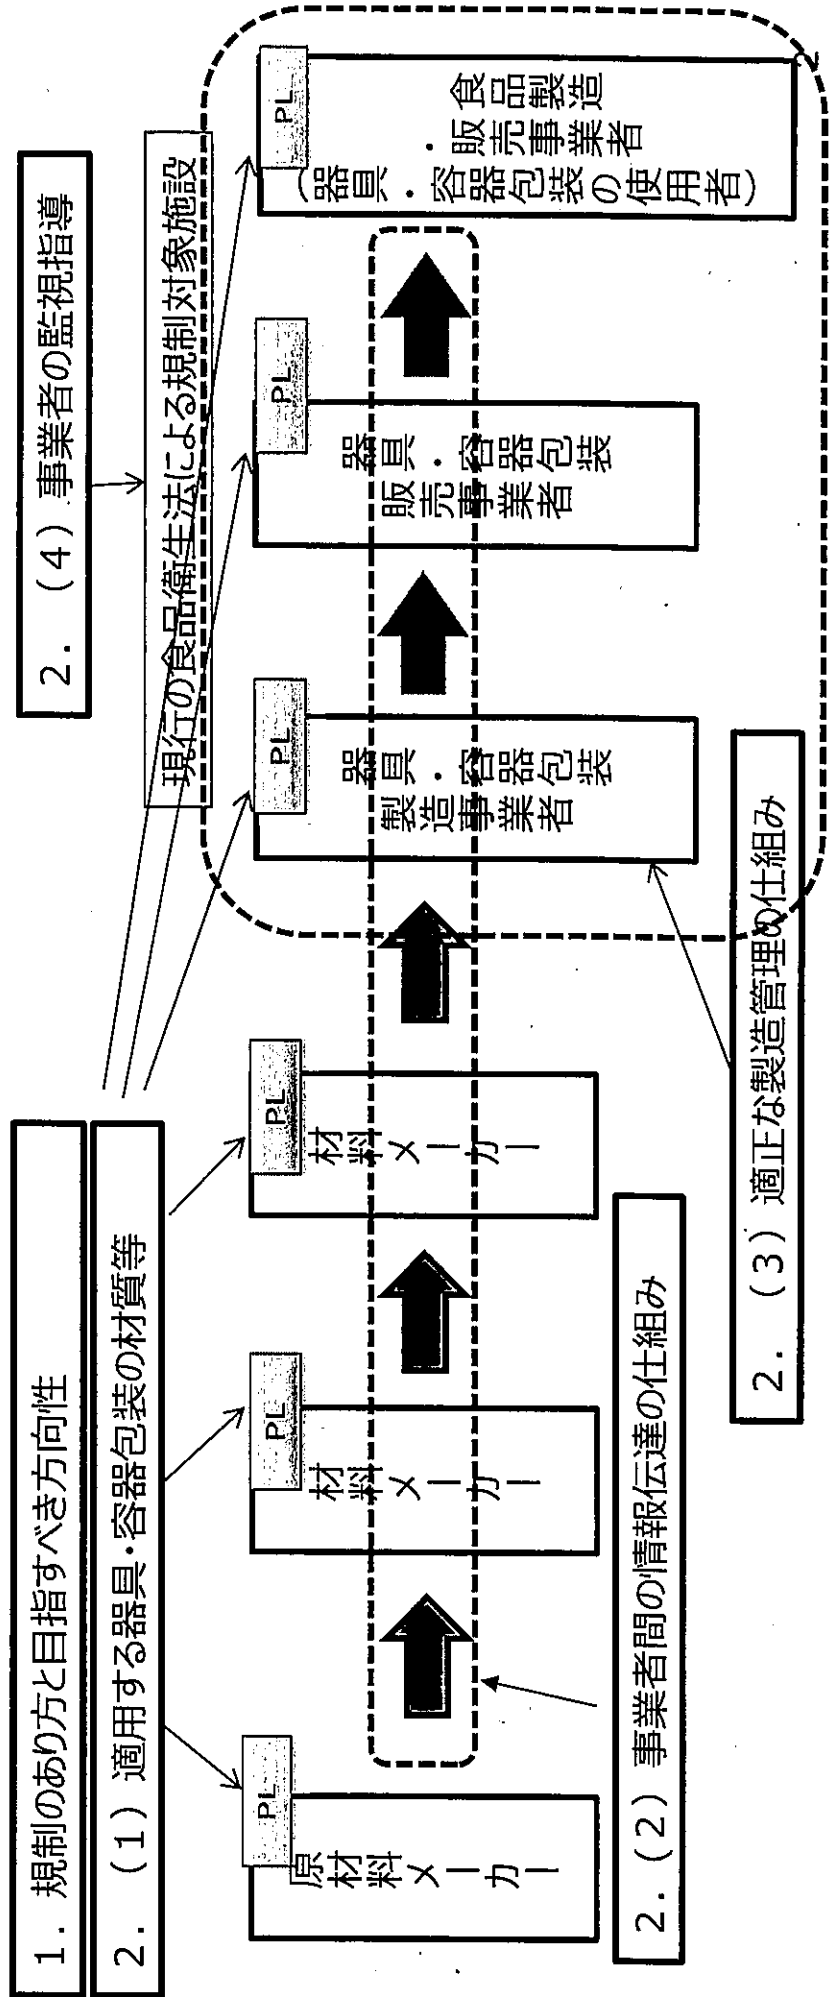 1. 規制のあり方と目指すべき方向性
2. (1) 適用する器具・容器包装の材質等
2. (4) 事業者の監視指導
現行の食品衛生法による規制対象施設
PL
原材料メーカー
PL
材料メーカー
PL
材料メーカー
PL
器具・容器包装
製造事業者
PL
器具・容器包装
販売事業者
PL
食品製造
・販売事業者
(器具・容器包装の使用者)
2. (2) 事業者間の情報伝達の仕組み
2. (3) 適正な製造管理の仕組み